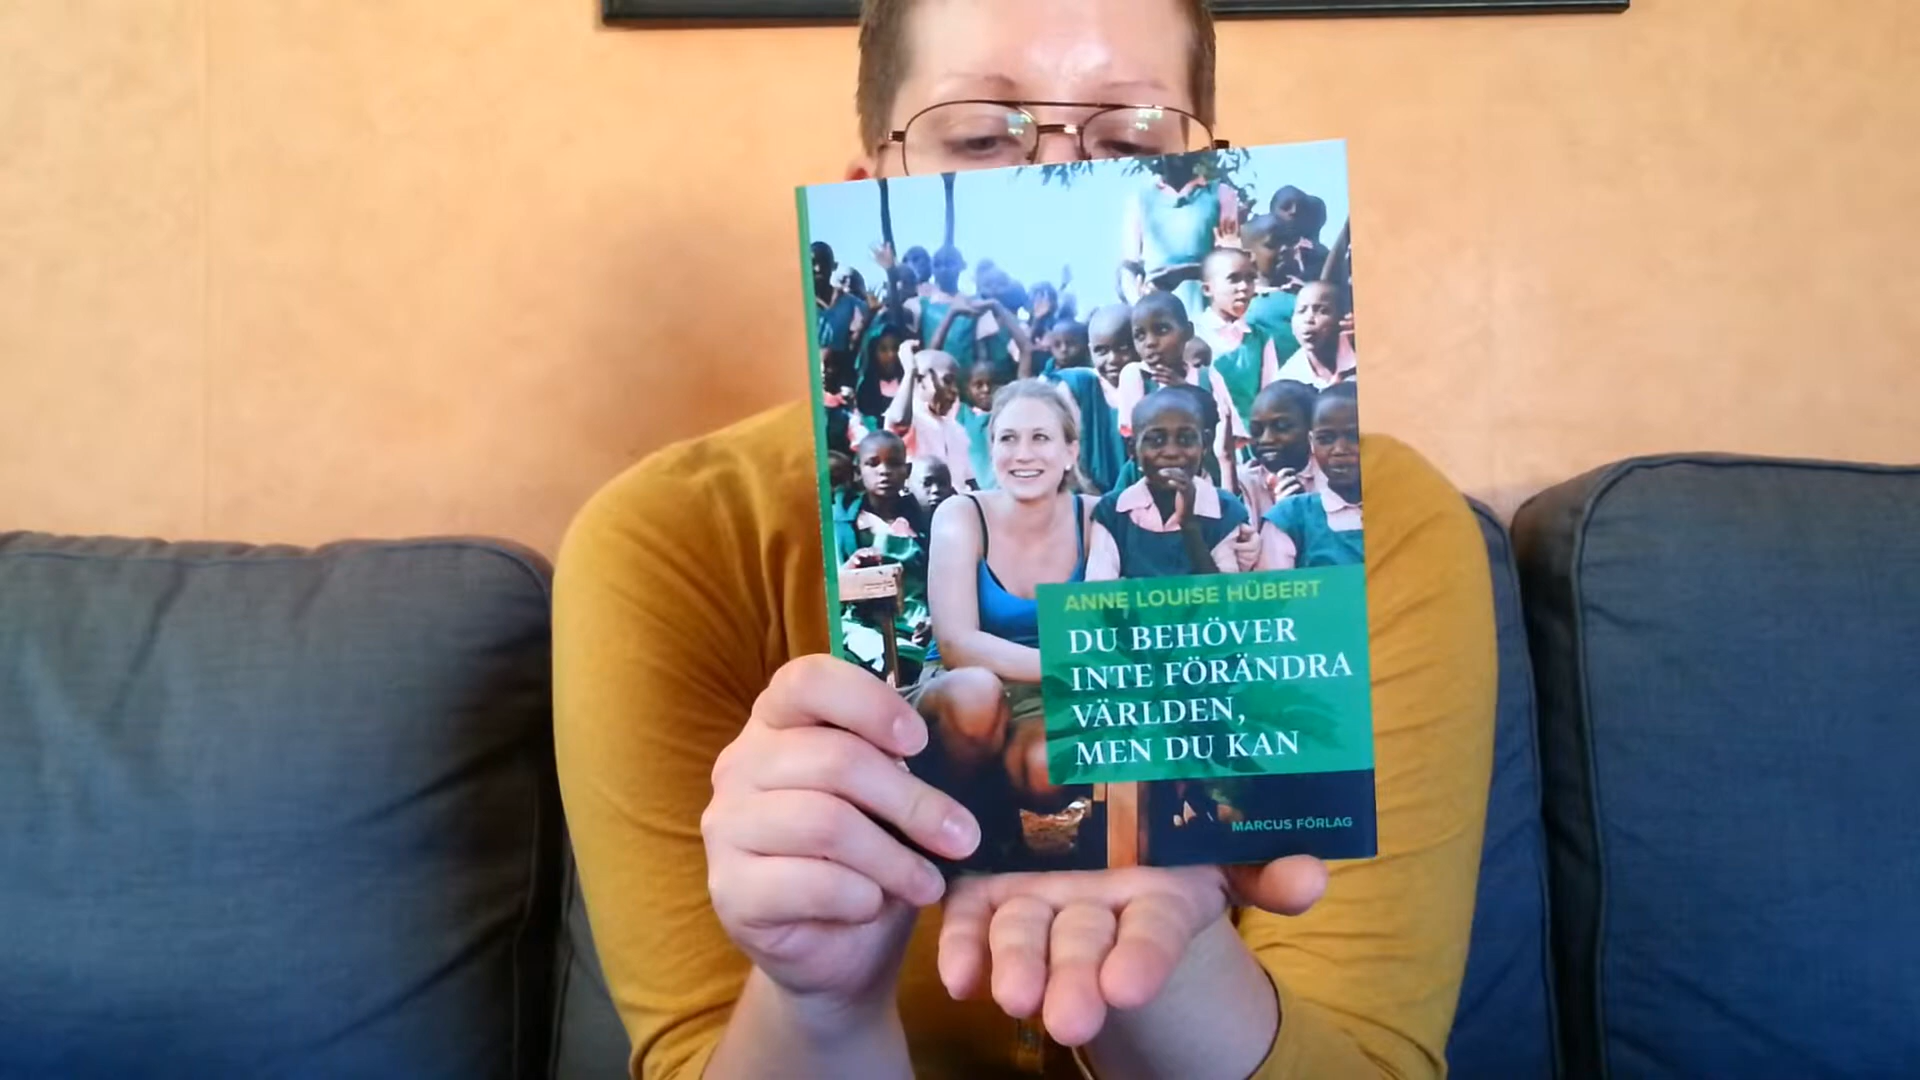 ANNE LOUISE HÜBERT
DU BEHÖVER
INTE FÖRÄNDRA
VÄRLDEN,
MEN DU KAN
MARCUS FÖRLAG